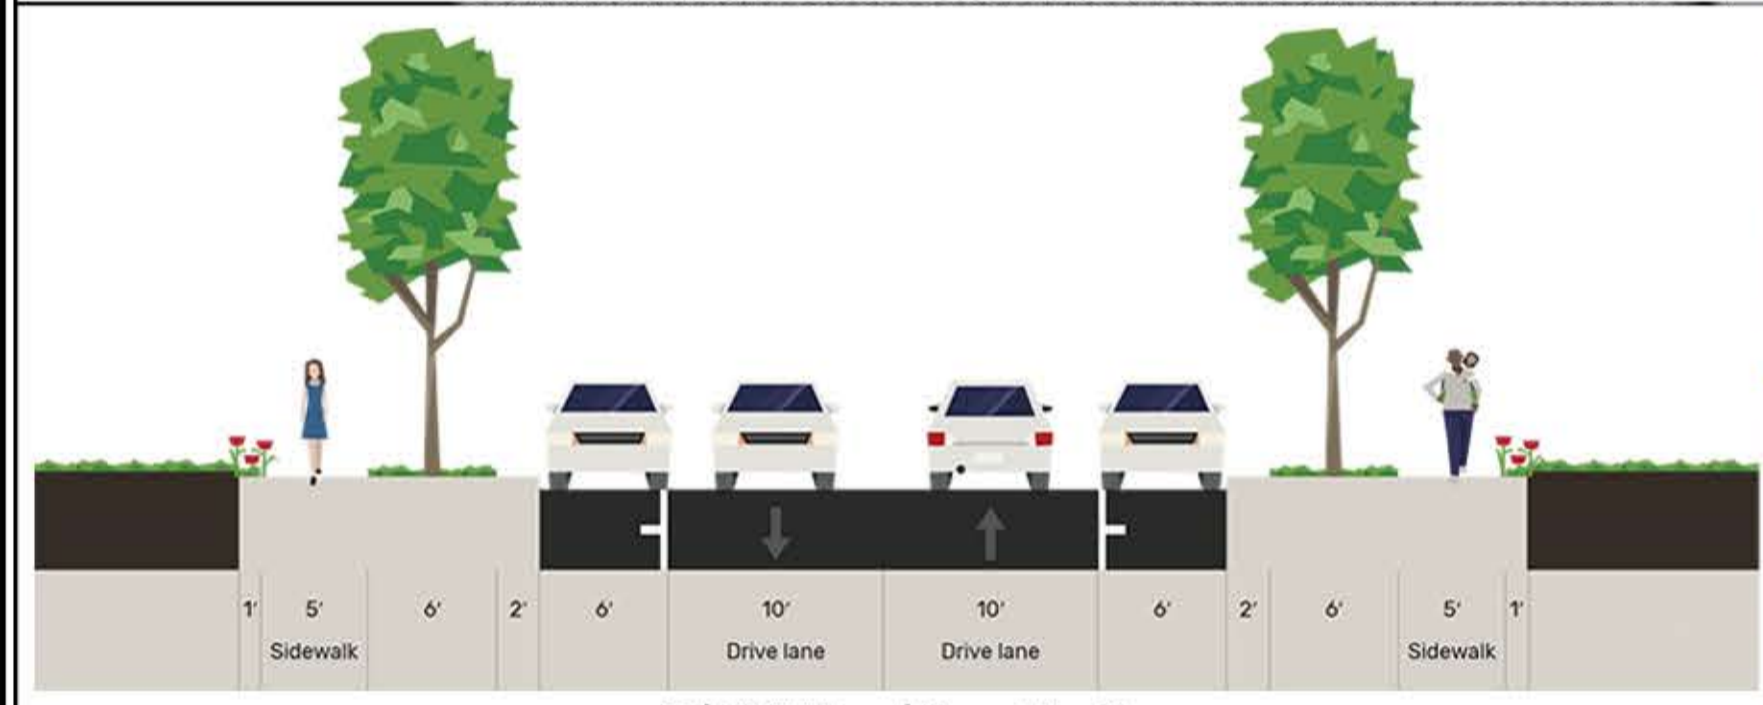 1' 5' 6' 2' 6' 10' 10' 6' 2' 6' 5' 1'
Sidewalk Drive lane Drive lane Sidewalk